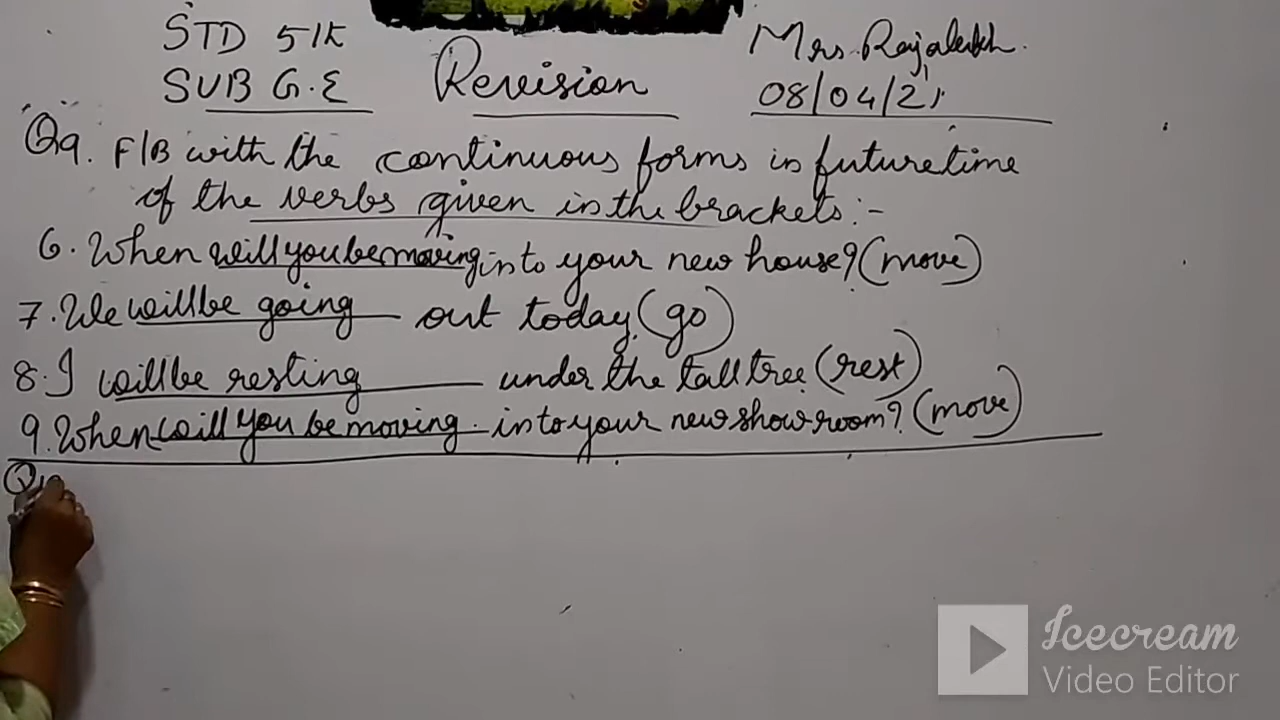 STD 5th
SUB G.E
Revision
Mrs. Rajalekh.
08/04/21
Q9. F/B with the continuous forms in future time
of the verbs given in the brackets:-
6. When will you be moving into your new house? (move)
7. We will be going out today. (go)
8. I will be resting under the tall tree. (rest)
9. When will you be moving into your new showroom? (move)
Icecream
Video Editor